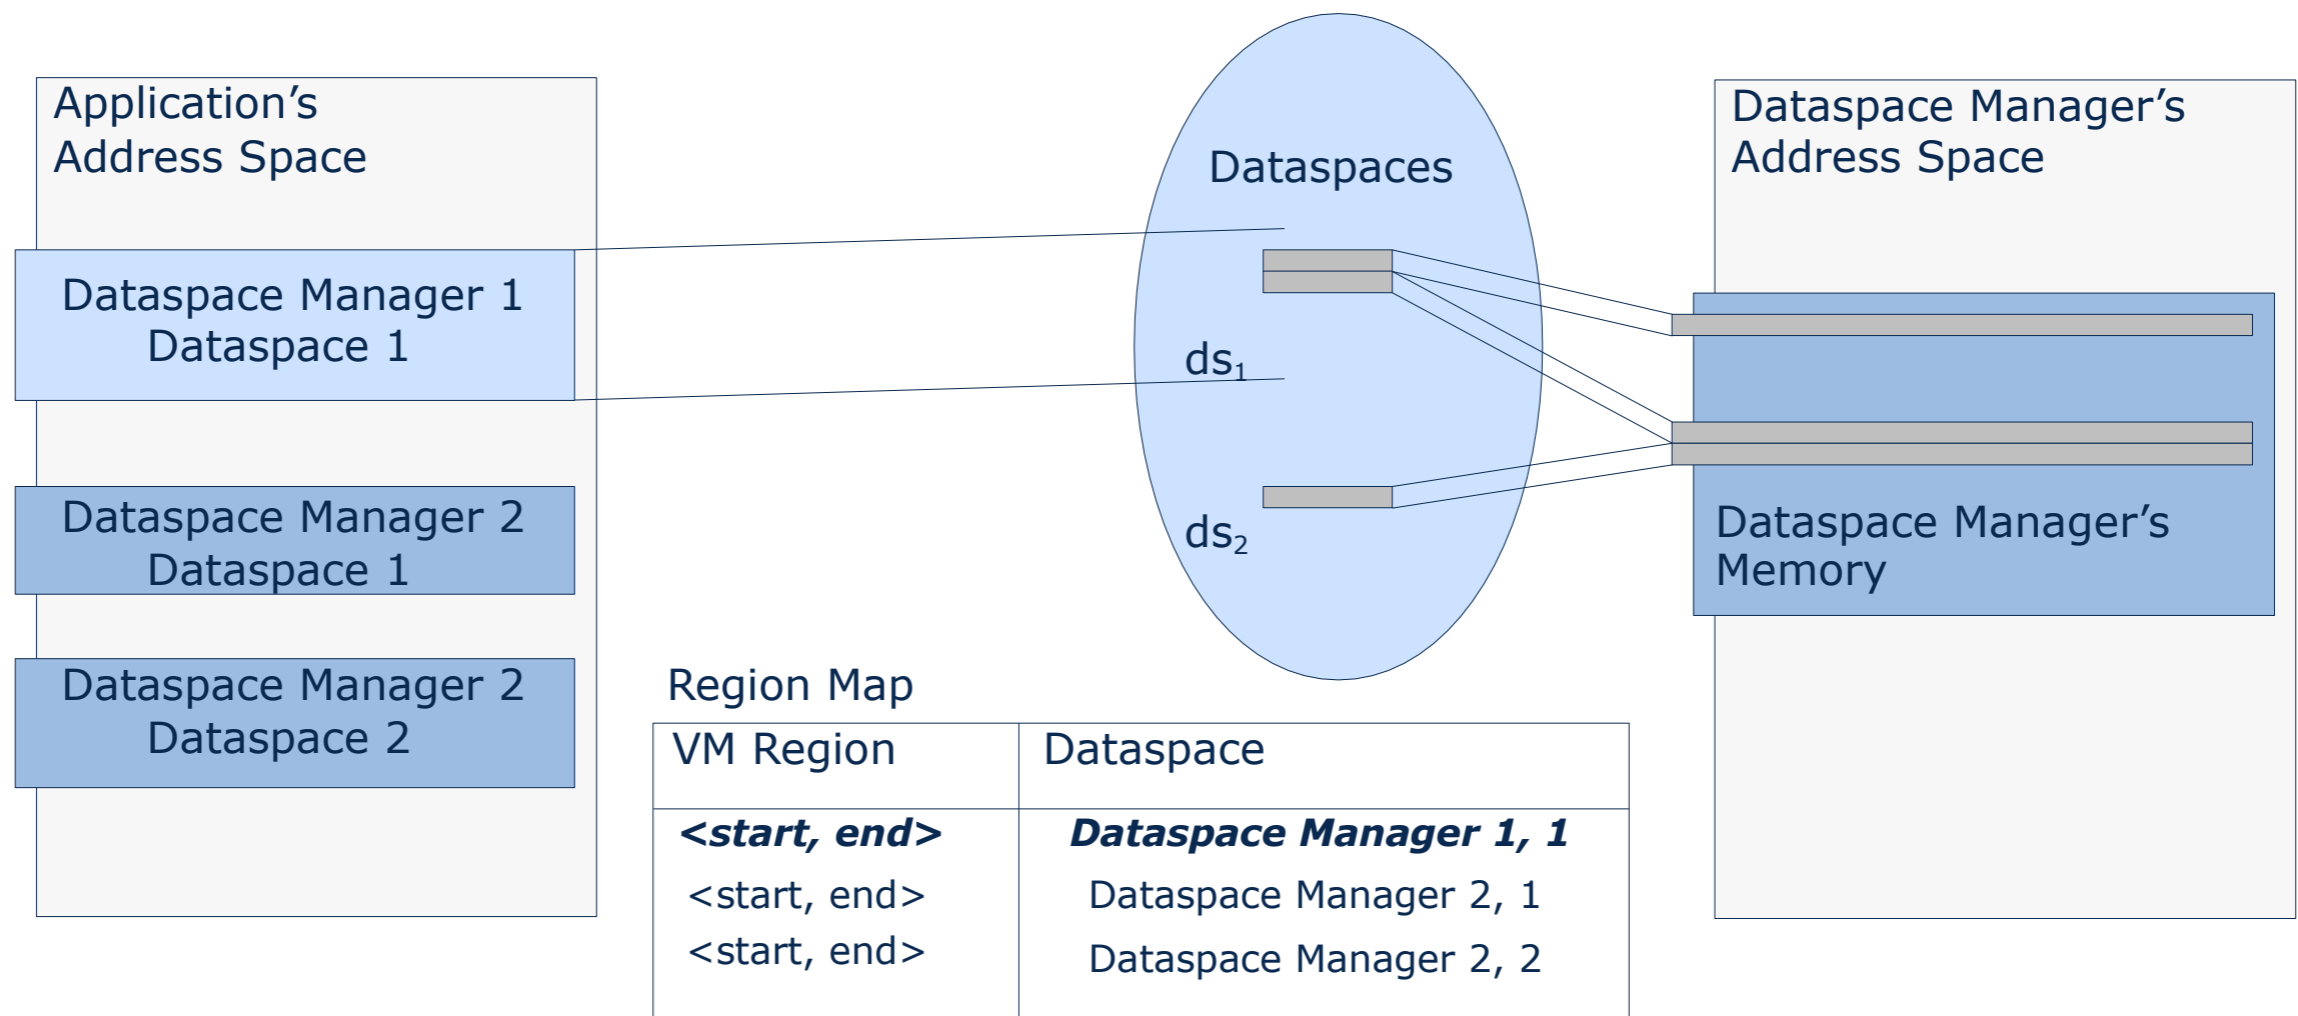 Application’s
Address Space
Dataspace Manager 1
Dataspace 1
Dataspace Manager 2
Dataspace 1
Dataspace Manager 2
Dataspace 2
Dataspaces
ds₁
ds₂
Dataspace Manager’s
Address Space
Dataspace Manager’s
Memory
Region Map
VM Region Dataspace
<start, end> Dataspace Manager 1, 1
<start, end> Dataspace Manager 2, 1
<start, end> Dataspace Manager 2, 2